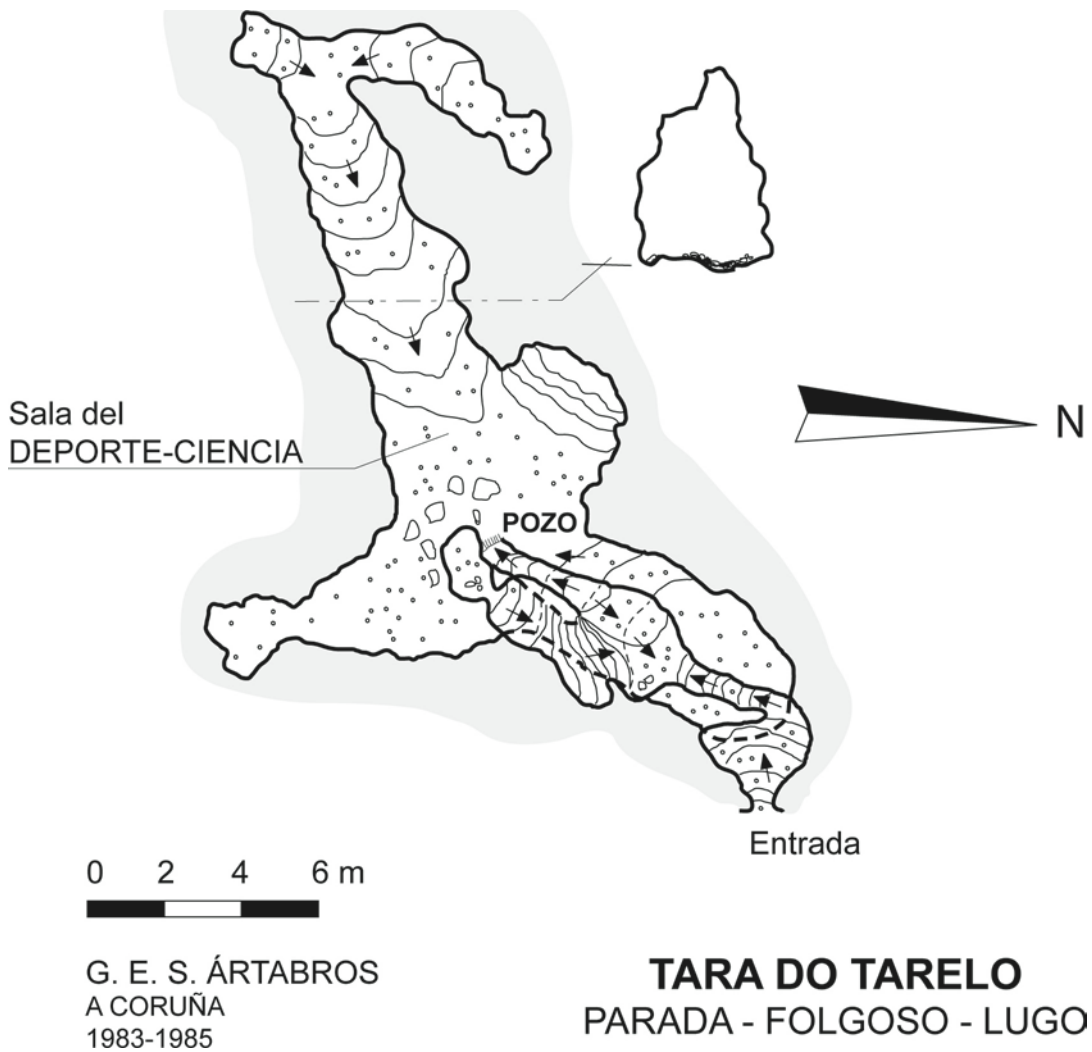 Sala del
DEPORTE-CIENCIA
N
POZO
Entrada
0 2 4 6 m
G. E. S. ÁRTABROS
A CORUÑA
1983-1985
TARA DO TARELO
PARADA - FOLGOSO - LUGO